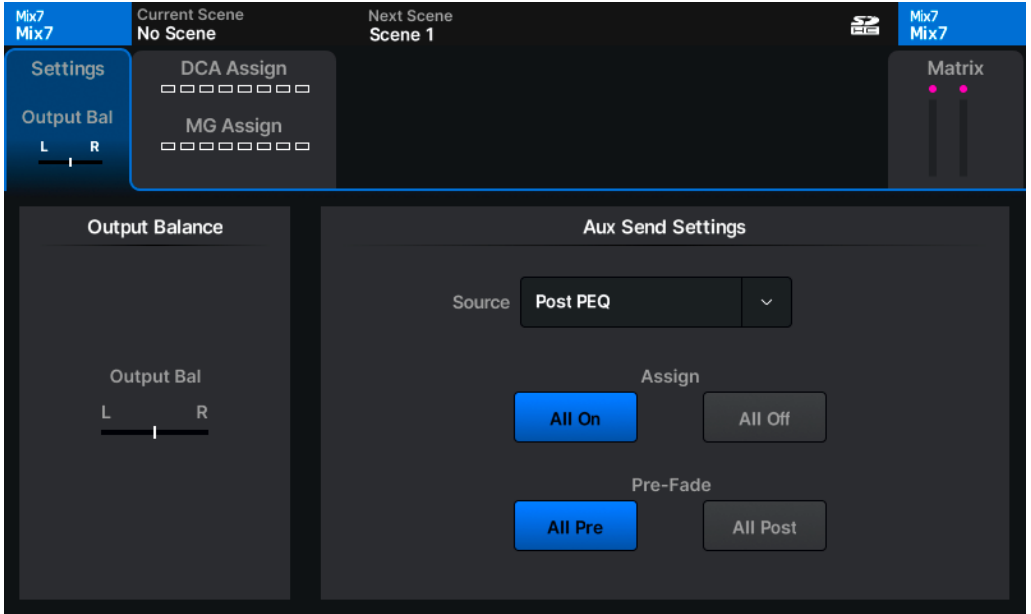 Mix7
Mix7
Current Scene
No Scene
Next Scene
Scene 1
SD
HC
Mix7
Mix7
Settings
Output Bal
L R
DCA Assign
MG Assign
Matrix
Output Balance
Output Bal
L R
Aux Send Settings
Source
Post PEQ
Assign
All On
All Off
Pre-Fade
All Pre
All Post